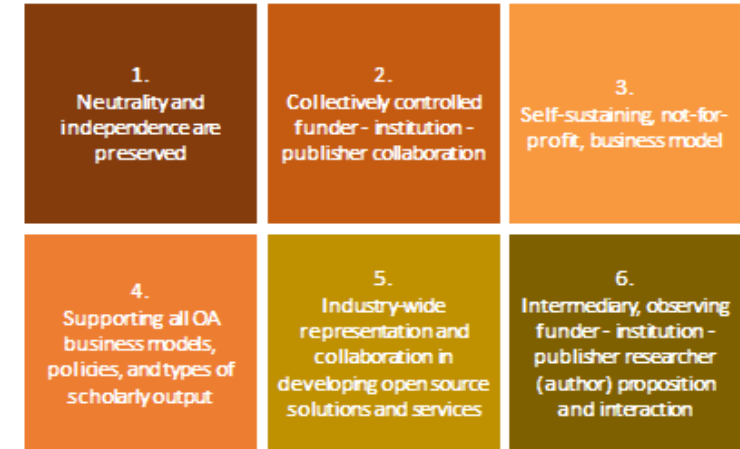 1.
Neutrality and
independence are
preserved
2.
Collectively controlled
funder - institution -
publisher collaboration
3.
Self-sustaining, not-for-
profit, business model
4.
Supporting all OA
business models,
policies, and types of
scholarly output
5.
Industry-wide
representation and
collaboration in
developing open source
solutions and services
6.
Intermediary, observing
funder - institution -
publisher researcher
(author) proposition
and interaction